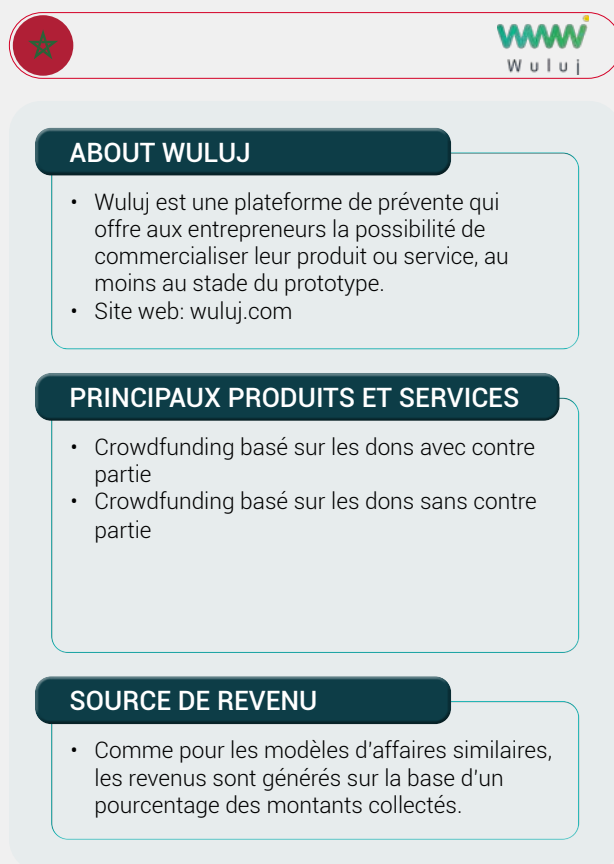 Wuluj
ABOUT WULUJ
• Wuluj est une plateforme de prévente qui
offre aux entrepreneurs la possibilité de
commercialiser leur produit ou service, au
moins au stade du prototype.
• Site web: wuluj.com
PRINCIPAUX PRODUITS ET SERVICES
• Crowdfunding basé sur les dons avec contre
partie
• Crowdfunding basé sur les dons sans contre
partie
SOURCE DE REVENU
• Comme pour les modèles d'affaires similaires,
les revenus sont générés sur la base d'un
pourcentage des montants collectés.